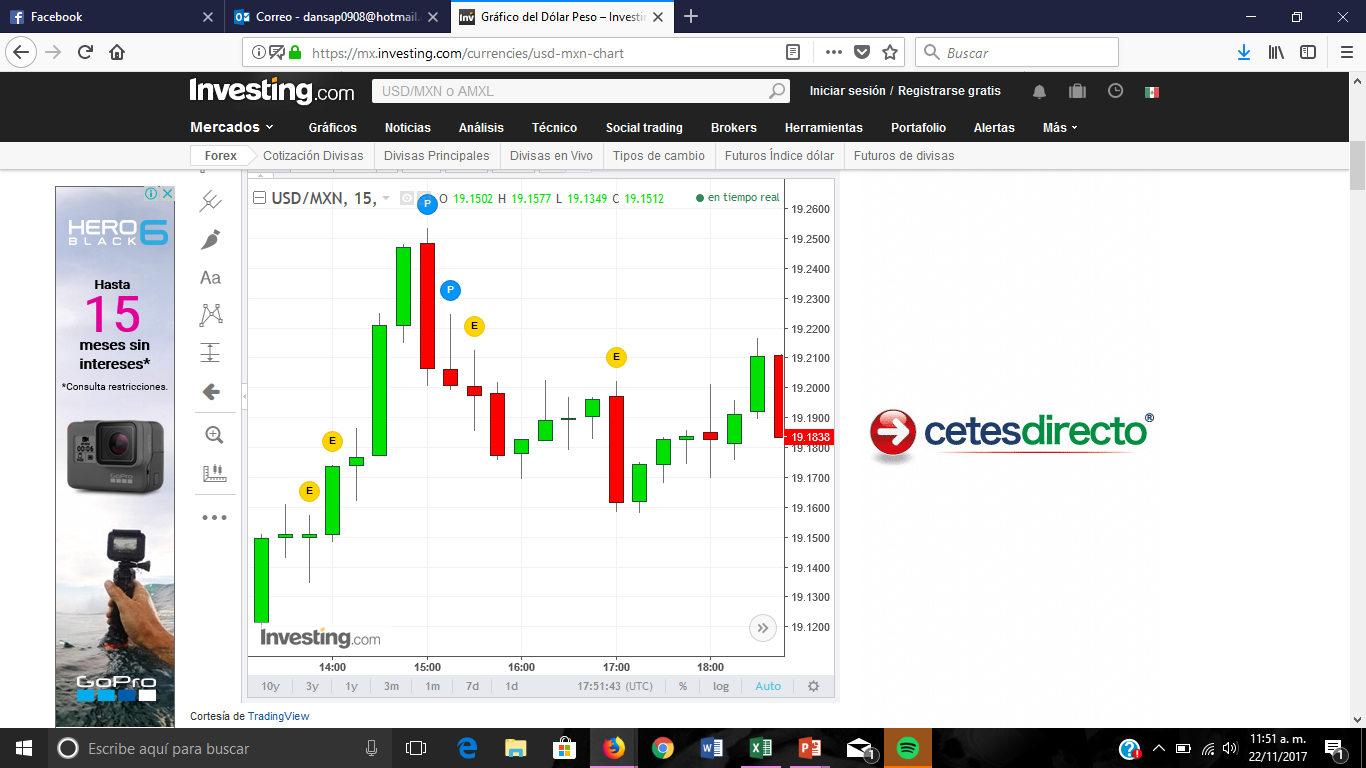 Facebook
Correo - dansap0908@hotmail.
Gráfico del Dólar Peso – Investi
https://mx.investing.com/currencies/usd-mxn-chart
Buscar
Investing.com
USD/MXN o AMXL
Iniciar sesión / Registrarse gratis
Mercados Gráficos Noticias Análisis Técnico Social trading Brokers Herramientas Portafolio Alertas Más
Forex Cotización Divisas Divisas Principales Divisas en Vivo Tipos de cambio Futuros Índice dólar Futuros de divisas
HERO6
BLACK
Hasta
15
meses sin
intereses*
*Consulta restricciones.
GoPro
Aa
USD/MXN, 15, O 19.1502 H 19.1577 L 19.1349 C 19.1512 en tiempo real
P
P
E
E
E
E
19.2600
19.2500
19.2400
19.2300
19.2200
19.2100
19.2000
19.1900
19.1838
19.1800
19.1700
19.1600
19.1500
19.1400
19.1300
19.1200
Investing.com
14:00 15:00 16:00 17:00 18:00
10y 3y 1y 3m 1m 7d 1d 17:51:43 (UTC) % log Auto
Cortesía de TradingView
cetesdirecto®
Escribe aquí para buscar
11:51 a. m.
22/11/2017
1
1